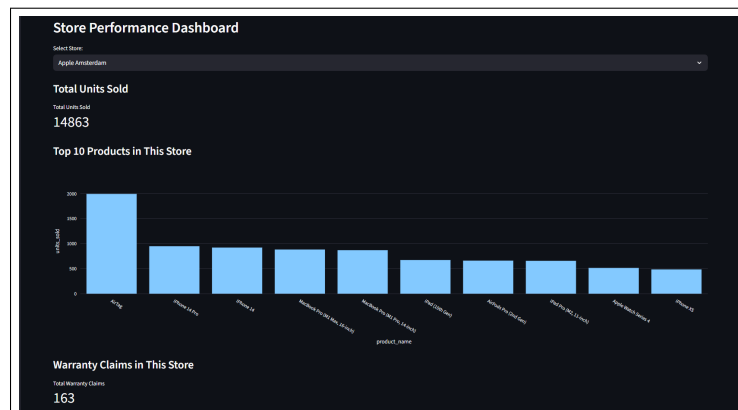 Store Performance Dashboard
Select Store:
Apple Amsterdam
Total Units Sold
Total Units Sold
14863
Top 10 Products in This Store
2000
1500
1000
500
0
units_sold
AirTag
iPhone 14 Pro
iPhone 14
MacBook Pro (M1 Max, 16-inch)
MacBook Pro (M1 Pro, 14-inch)
iPad (10th Gen)
AirPods Pro (2nd Gen)
iPad Pro (M2, 11-inch)
Apple Watch Series 4
iPhone XS
product_name
Warranty Claims in This Store
Total Warranty Claims
163